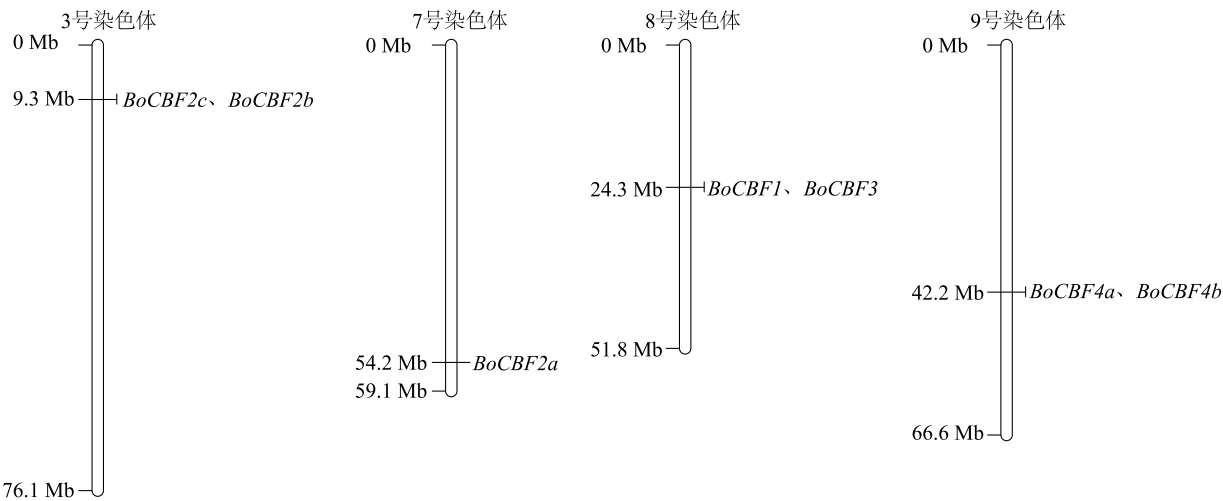 3号染色体
0 Mb
9.3 Mb
BoCBF2c、BoCBF2b
76.1 Mb
7号染色体
0 Mb
54.2 Mb
BoCBF2a
59.1 Mb
8号染色体
0 Mb
24.3 Mb
BoCBF1、BoCBF3
51.8 Mb
9号染色体
0 Mb
42.2 Mb
BoCBF4a、BoCBF4b
66.6 Mb